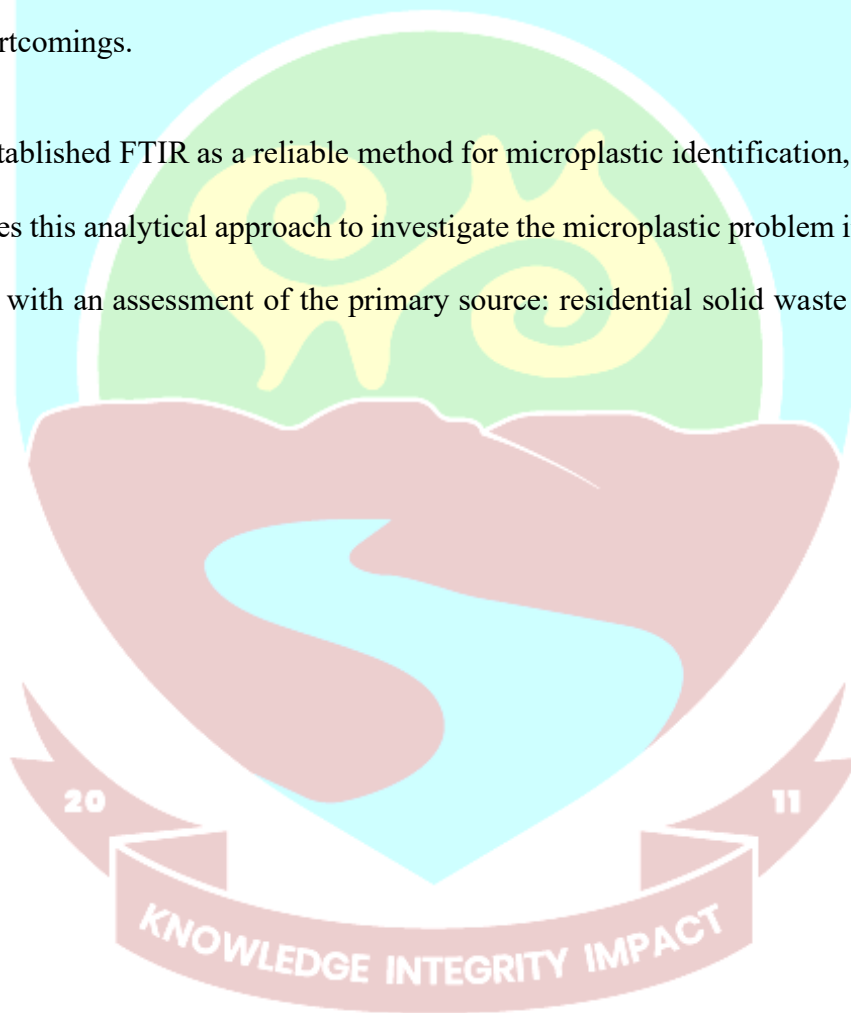 rtcomings.
tablished FTIR as a reliable method for microplastic identification,
es this analytical approach to investigate the microplastic problem i
with an assessment of the primary source: residential solid waste
20
11
KNOWLEDGE INTEGRITY IMPACT